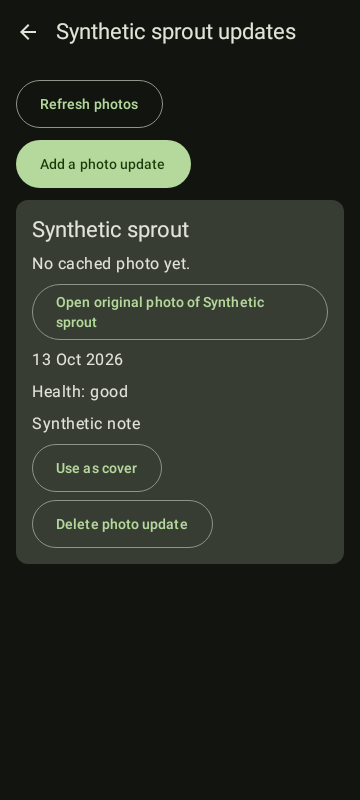 Synthetic sprout updates
Refresh photos
Add a photo update
Synthetic sprout
No cached photo yet.
Open original photo of Synthetic
sprout
13 Oct 2026
Health: good
Synthetic note
Use as cover
Delete photo update